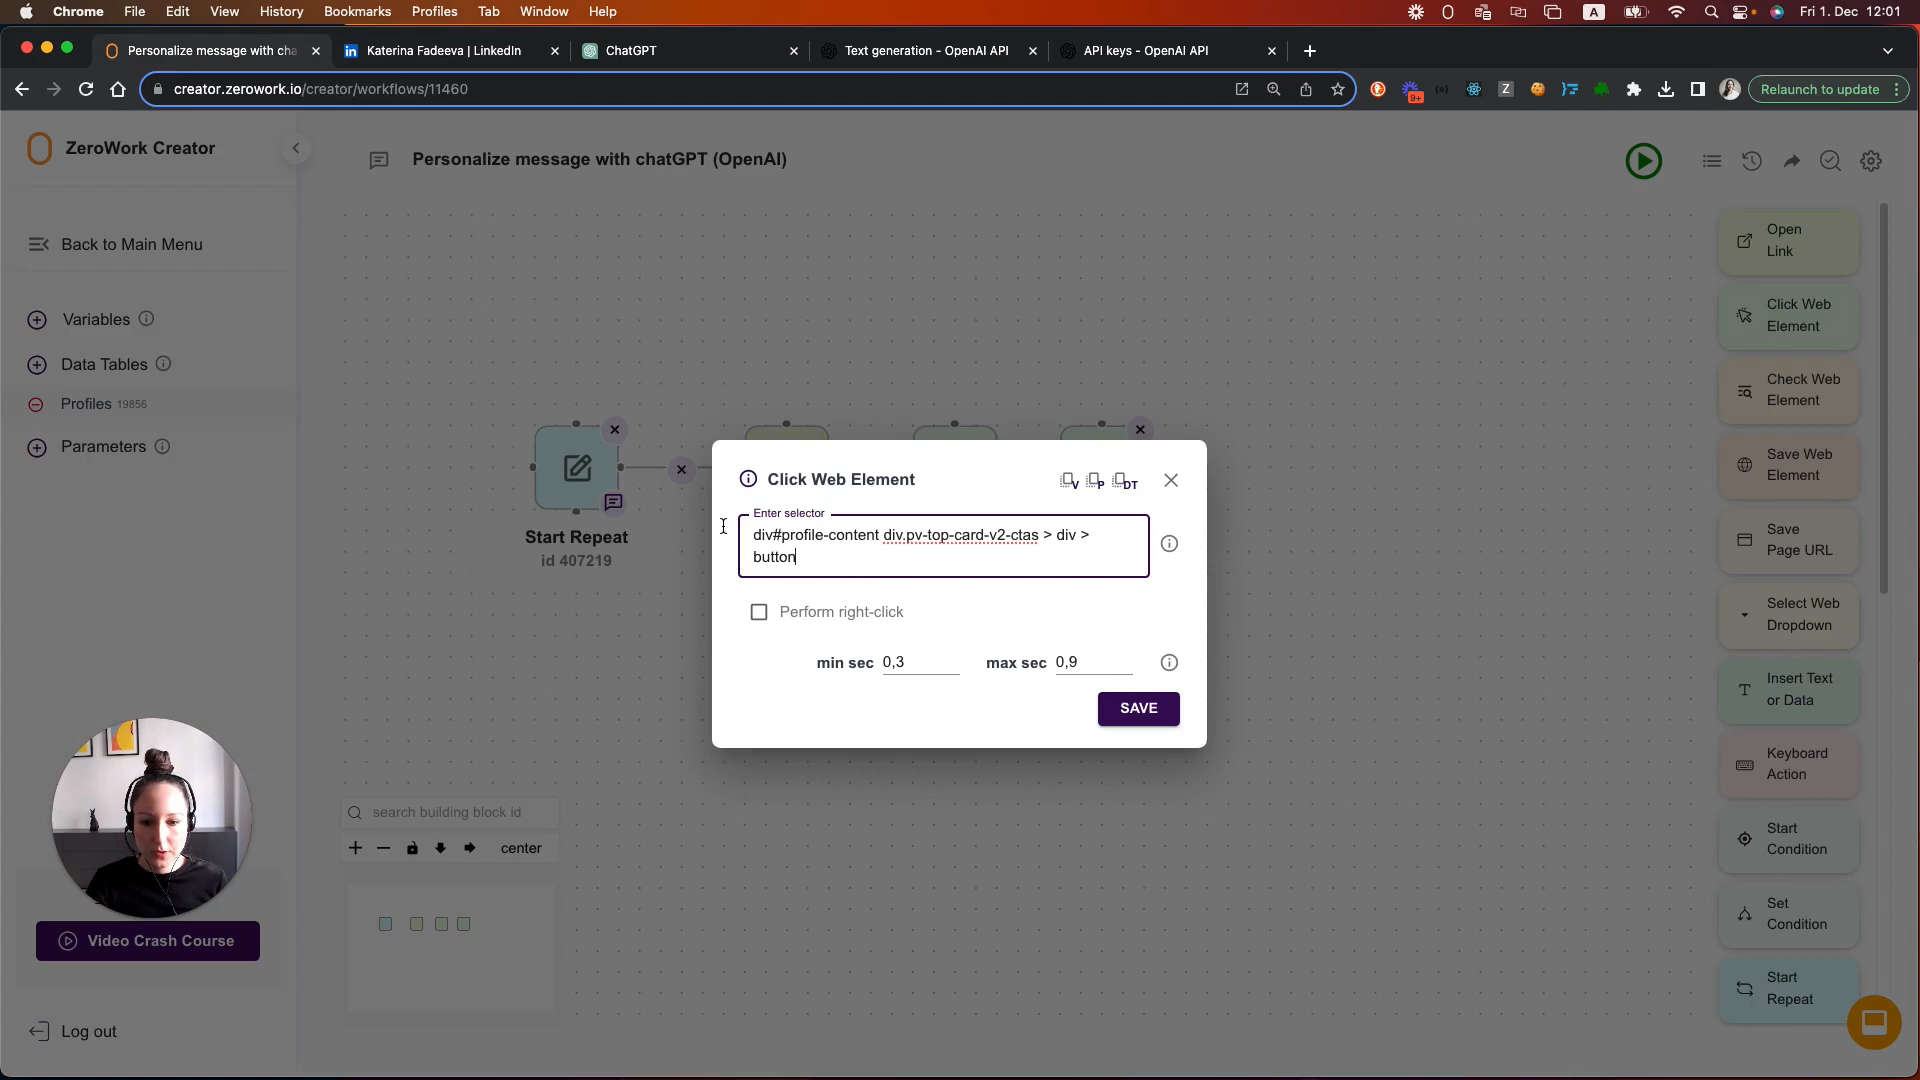 Chrome File Edit View History Bookmarks Profiles Tab Window Help
A
Fri 1. Dec 12:01
Personalize message with cha
Katerina Fadeeva | LinkedIn
ChatGPT
Text generation - OpenAI API
API keys - OpenAI API
creator.zerowork.io/creator/workflows/11460
9+
Z
Relaunch to update
ZeroWork Creator
Personalize message with chatGPT (OpenAI)
Back to Main Menu
Variables
Data Tables
Profiles 19856
Parameters
Start Repeat
id 407219
Click Web Element
V
P
DT
Enter selector
div#profile-content div.pv-top-card-v2-ctas > div >
button
Perform right-click
min sec 0,3
max sec 0,9
SAVE
Open
Link
Click Web
Element
Check Web
Element
Save Web
Element
Save
Page URL
Select Web
Dropdown
Insert Text
or Data
Keyboard
Action
Start
Condition
Set
Condition
Start
Repeat
search building block id
center
Video Crash Course
Log out